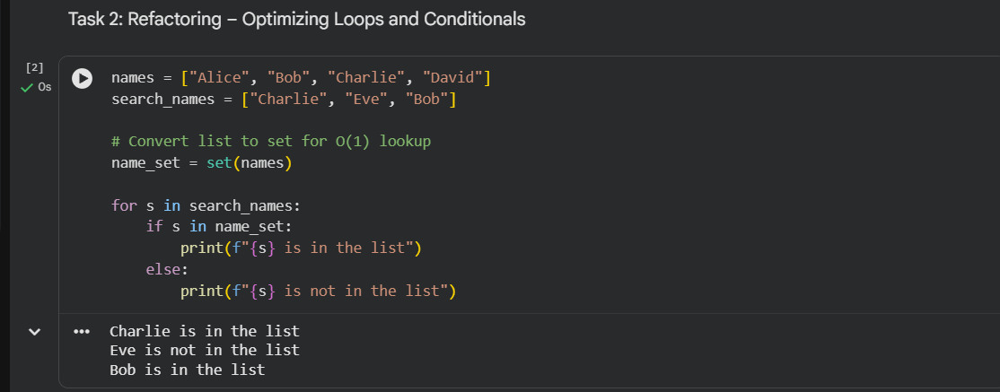 Task 2: Refactoring – Optimizing Loops and Conditionals
[2]
0s
names = ["Alice", "Bob", "Charlie", "David"]
search_names = ["Charlie", "Eve", "Bob"]
# Convert list to set for O(1) lookup
name_set = set(names)
for s in search_names:
    if s in name_set:
        print(f"{s} is in the list")
    else:
        print(f"{s} is not in the list")
Charlie is in the list
Eve is not in the list
Bob is in the list